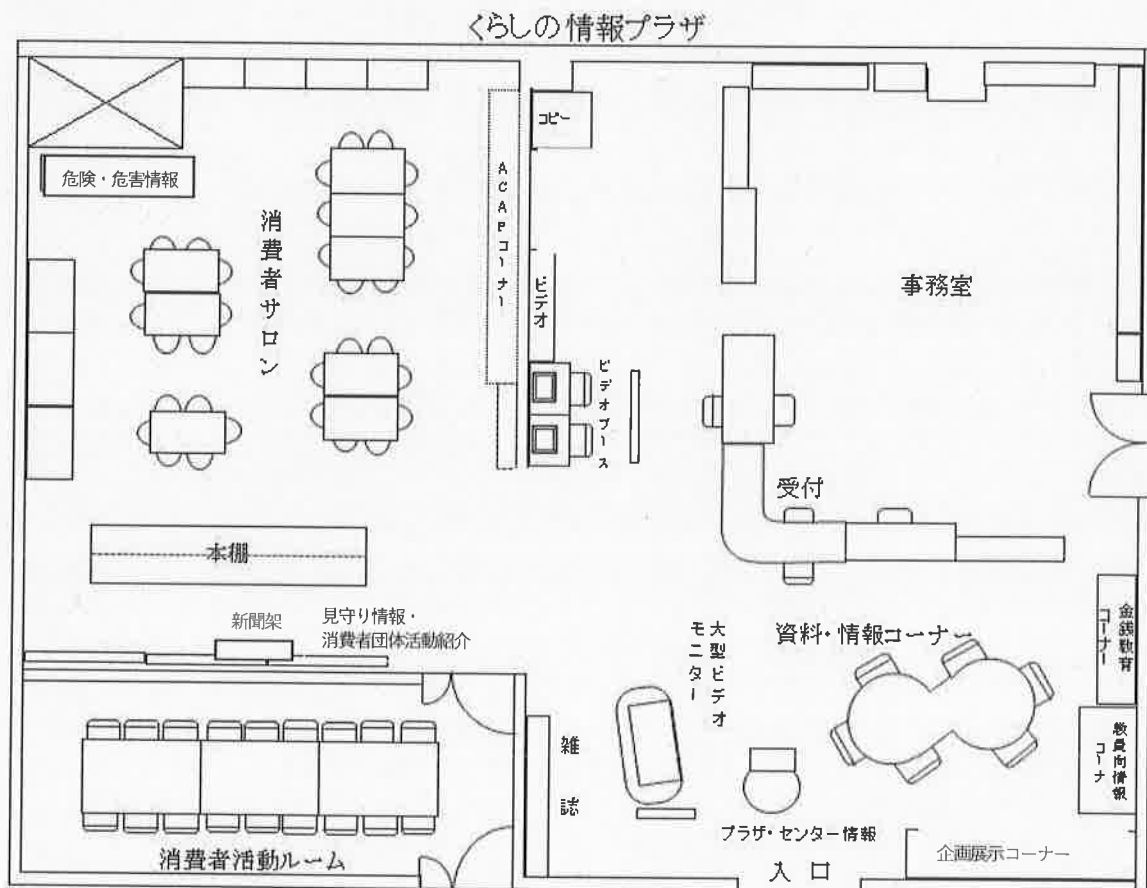 くらしの情報プラザ
コピー
危険・危害情報
消費者サロン
ACAPコーナー
ビデオ
ビデオブース
事務室
受付
本棚
新聞架
見守り情報・
消費者団体活動紹介
大型ビデオ
モニター
資料・情報コーナー
金銭教育
コーナー
教員向情報
コーナ
雑誌
プラザ・センター情報
消費者活動ルーム
企画展示コーナー
入口